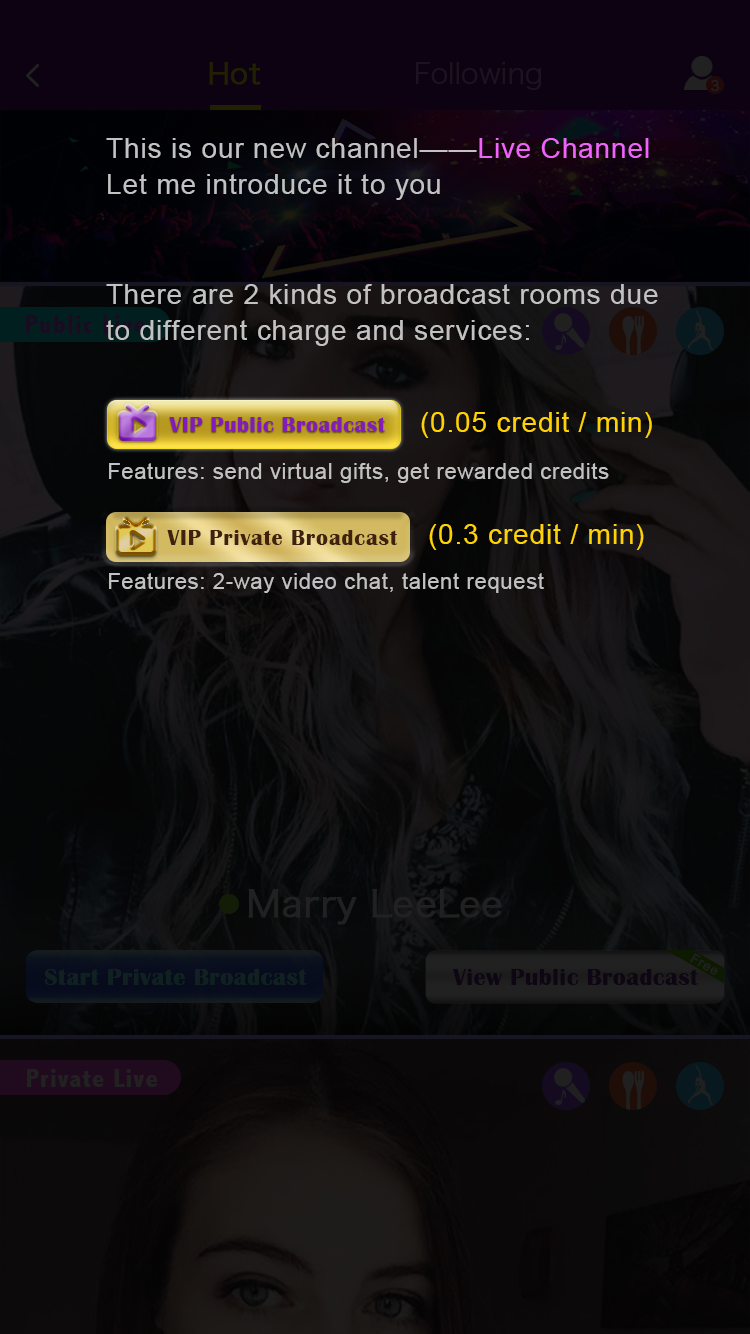 Hot
Following
3
This is our new channel——Live Channel
Let me introduce it to you
There are 2 kinds of broadcast rooms due
Public Live
to different charge and services:
VIP Public Broadcast (0.05 credit / min)
Features: send virtual gifts, get rewarded credits
VIP Private Broadcast (0.3 credit / min)
Features: 2-way video chat, talent request
Marry LeeLee
Start Private Broadcast
View Public Broadcast
Free
Private Live